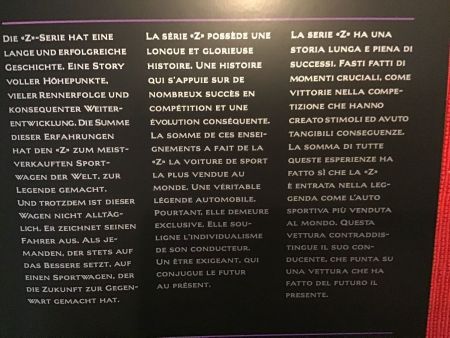 DIE «Z»-SERIE HAT EINE
LANGE UND ERFOLGREICHE
GESCHICHTE. EINE STORY
VOLLER HÖHEPUNKTE,
VIELER RENNERFOLGE UND
KONSEQUENTER WEITER-
ENTWICKLUNG. DIE SUMME
DIESER ERFAHRUNGEN
HAT DEN «Z» ZUM MEIST-
VERKAUFTEN SPORT-
WAGEN DER WELT, ZUR
LEGENDE GEMACHT.
UND TROTZDEM IST DIESER
WAGEN NICHT ALLTÄG-
LICH. ER ZEICHNET SEINEN
FAHRER AUS. ALS JE-
MANDEN, DER STETS AUF
DAS BESSERE SETZT, AUF
EINEN SPORTWAGEN, DER
DIE ZUKUNFT ZUR GEGEN-
WART GEMACHT HAT.
LA SÉRIE «Z» POSSÈDE UNE
LONGUE ET GLORIEUSE
HISTOIRE. UNE HISTOIRE
QUI S'APPUIE SUR DE
NOMBREUX SUCCÈS EN
COMPÉTITION ET UNE
ÉVOLUTION CONSÉQUENTE.
LA SOMME DE CES ENSEI-
GNEMENTS A FAIT DE LA
«Z» LA VOITURE DE SPORT
LA PLUS VENDUE AU
MONDE. UNE VÉRITABLE
LÉGENDE AUTOMOBILE.
POURTANT, ELLE DEMEURE
EXCLUSIVE. ELLE SOU-
LIGNE L'INDIVIDUALISME
DE SON CONDUCTEUR.
UN ÊTRE EXIGEANT, QUI
CONJUGUE LE FUTUR
AU PRÉSENT.
LA SERIE «Z» HA UNA
STORIA LUNGA E PIENA DI
SUCCESSI. FASTI FATTI DI
MOMENTI CRUCIALI, COME
VITTORIE NELLA COMPE-
TIZIONE CHE HANNO
CREATO STIMOLI ED AVUTO
TANGIBILI CONSEGUENZE.
LA SOMMA DI TUTTE
QUESTE ESPERIENZE HA
FATTO SÌ CHE LA «Z»
È ENTRATA NELLA LEG-
GENDA COME L'AUTO
SPORTIVA PIÙ VENDUTA
AL MONDO. QUESTA
VETTURA CONTRADDIS-
TINGUE IL SUO CON-
DUCENTE, CHE PUNTA SU
UNA VETTURA CHE HA
FATTO DEL FUTURO IL
PRESENTE.